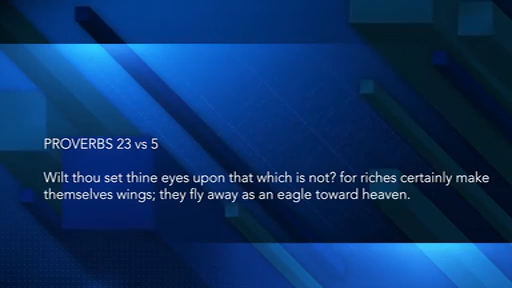 PROVERBS 23 vs 5
Wilt thou set thine eyes upon that which is not? for riches certainly make
themselves wings; they fly away as an eagle toward heaven.